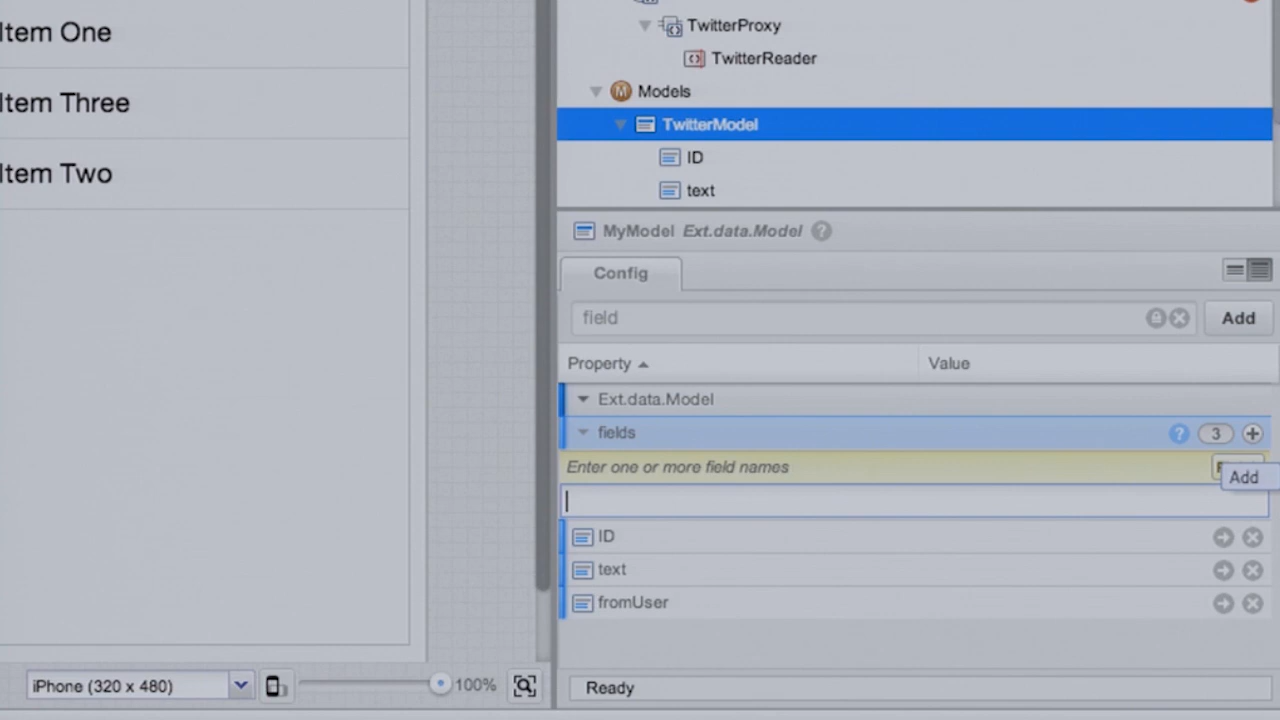 Item One
Item Three
Item Two
iPhone (320 x 480)
100%
TwitterProxy
TwitterReader
Models
TwitterModel
ID
text
MyModel Ext.data.Model
Config
field
Add
Property
Value
Ext.data.Model
fields
3
Enter one or more field names
Add
ID
text
fromUser
Ready